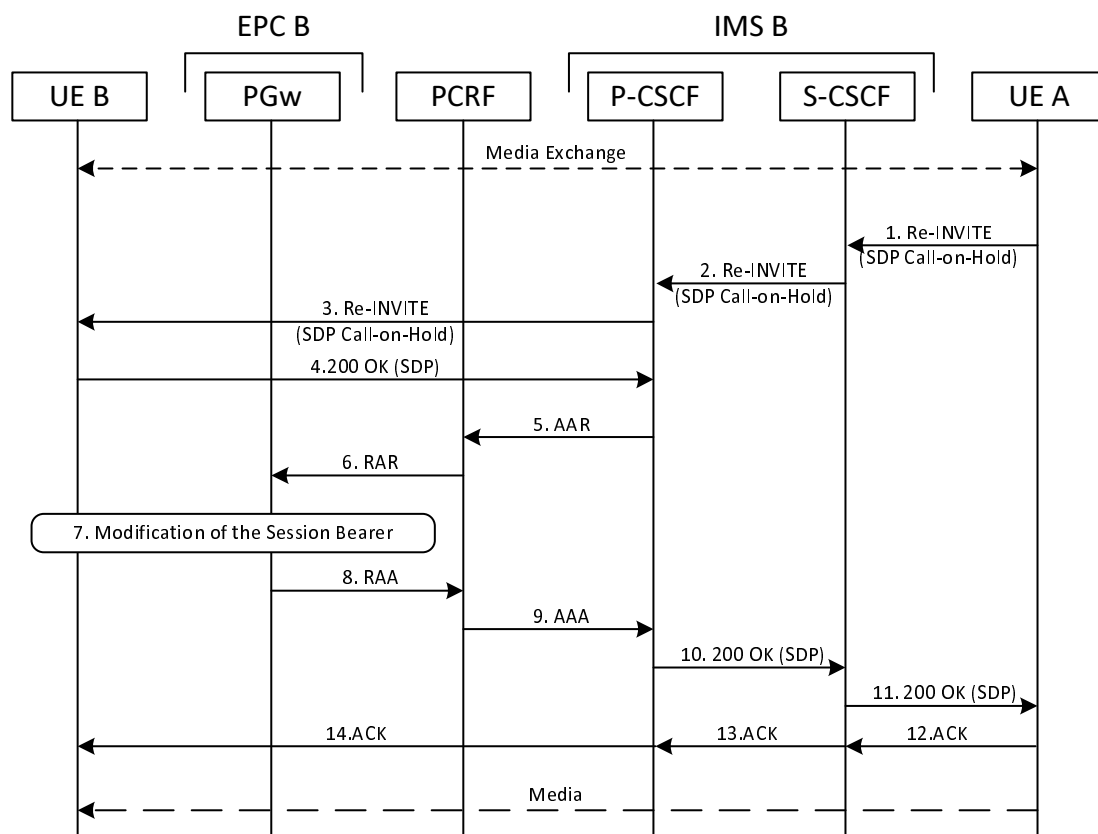 EPC B
IMS B
UE B
PGw
PCRF
P-CSCF
S-CSCF
UE A
Media Exchange
1. Re-INVITE
(SDP Call-on-Hold)
2. Re-INVITE
(SDP Call-on-Hold)
3. Re-INVITE
(SDP Call-on-Hold)
4.200 OK (SDP)
5. AAR
6. RAR
7. Modification of the Session Bearer
8. RAA
9. AAA
10. 200 OK (SDP)
11. 200 OK (SDP)
14.ACK
13.ACK
12.ACK
Media